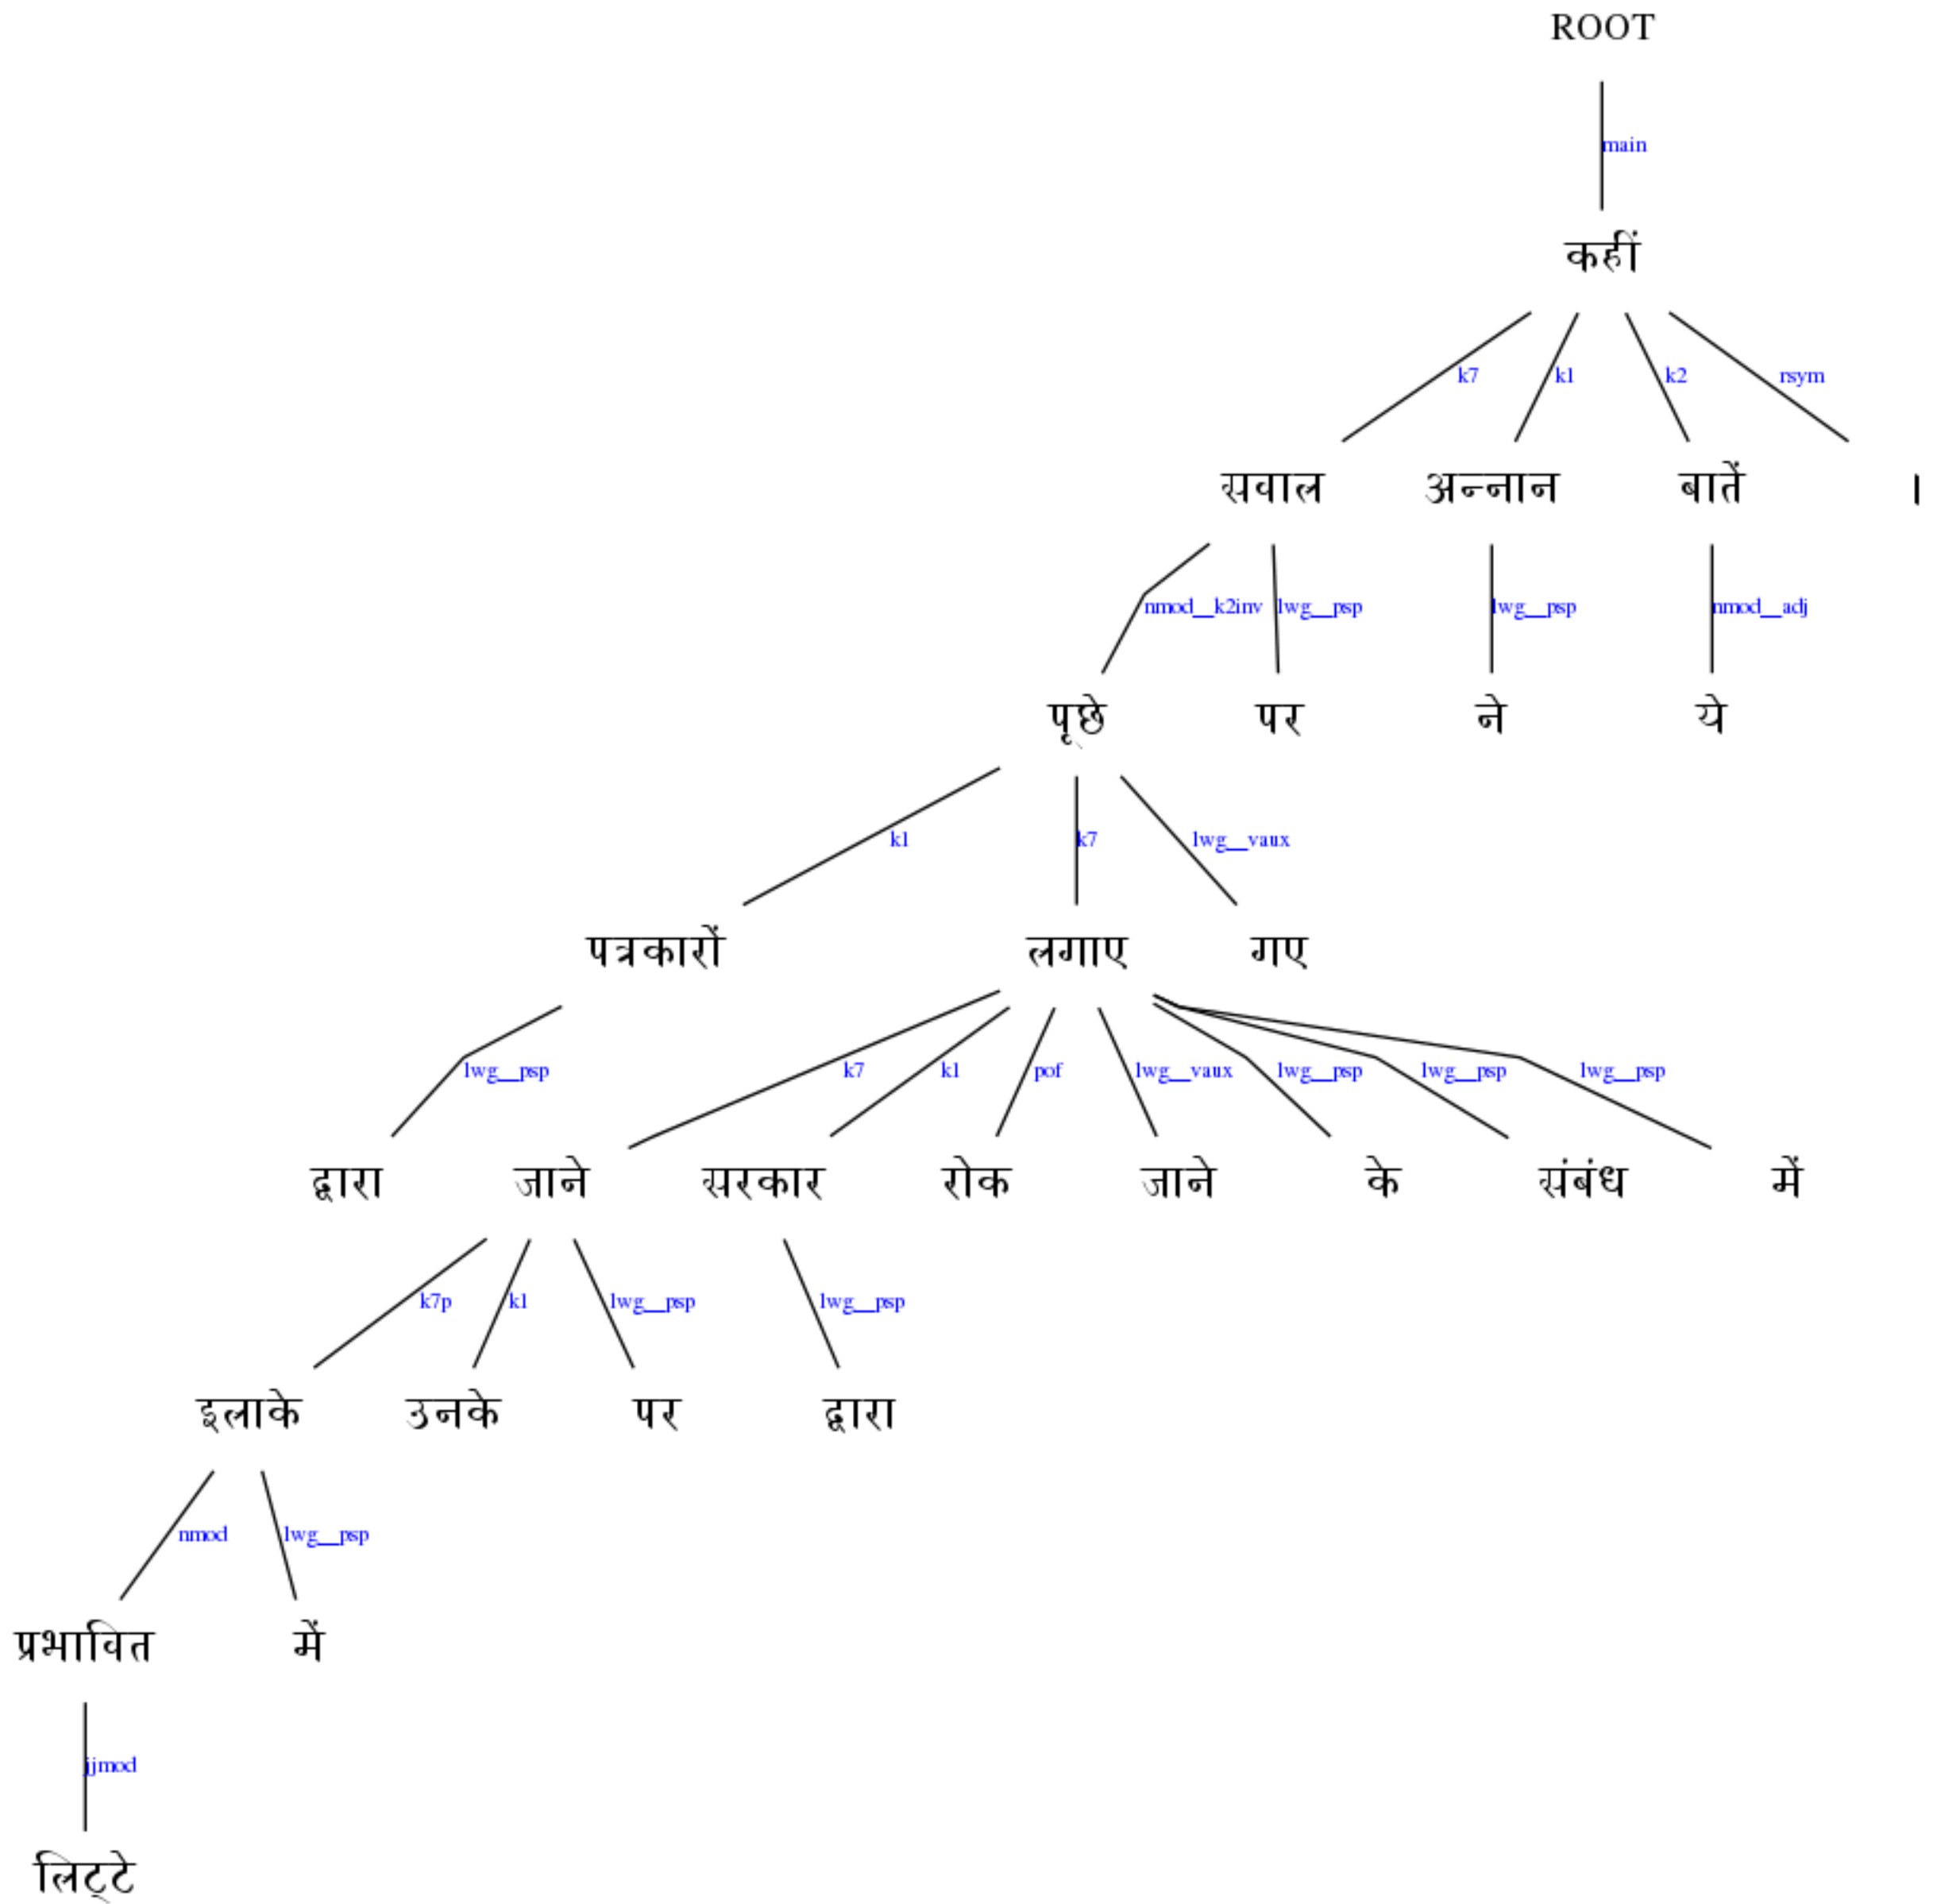 ROOT
main
कहीं
k7 k1 k2 rsym
सवाल अन्नान बातें ।
nmod__k2inv lwg__psp lwg__psp nmod__adj
पूछे पर ने ये
k1 k7 lwg__vaux
पत्रकारों लगाए गए
lwg__psp k7 k1 pof lwg__vaux lwg__psp lwg__psp lwg__psp
द्वारा जाने सरकार रोक जाने के संबंध में
k7p k1 lwg__psp lwg__psp
इलाके उनके पर द्वारा
nmod lwg__psp
प्रभावित में
jjmod
लिट्टे